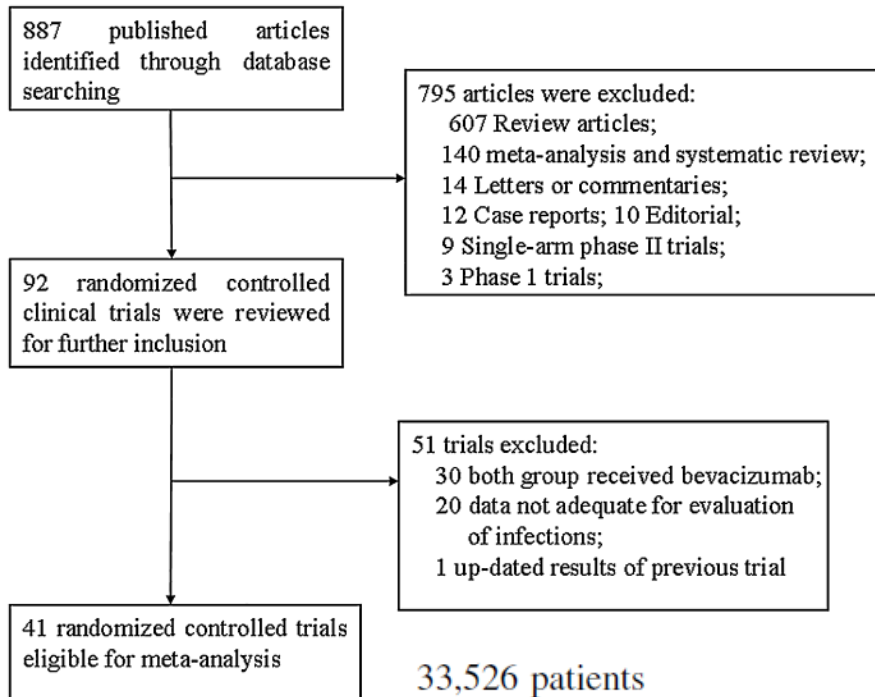 887 published articles
identified through database
searching
795 articles were excluded:
607 Review articles;
140 meta-analysis and systematic review;
14 Letters or commentaries;
12 Case reports; 10 Editorial;
9 Single-arm phase II trials;
3 Phase 1 trials;
92 randomized controlled
clinical trials were reviewed
for further inclusion
51 trials excluded:
30 both group received bevacizumab;
20 data not adequate for evaluation
of infections;
1 up-dated results of previous trial
41 randomized controlled trials
eligible for meta-analysis
33,526 patients